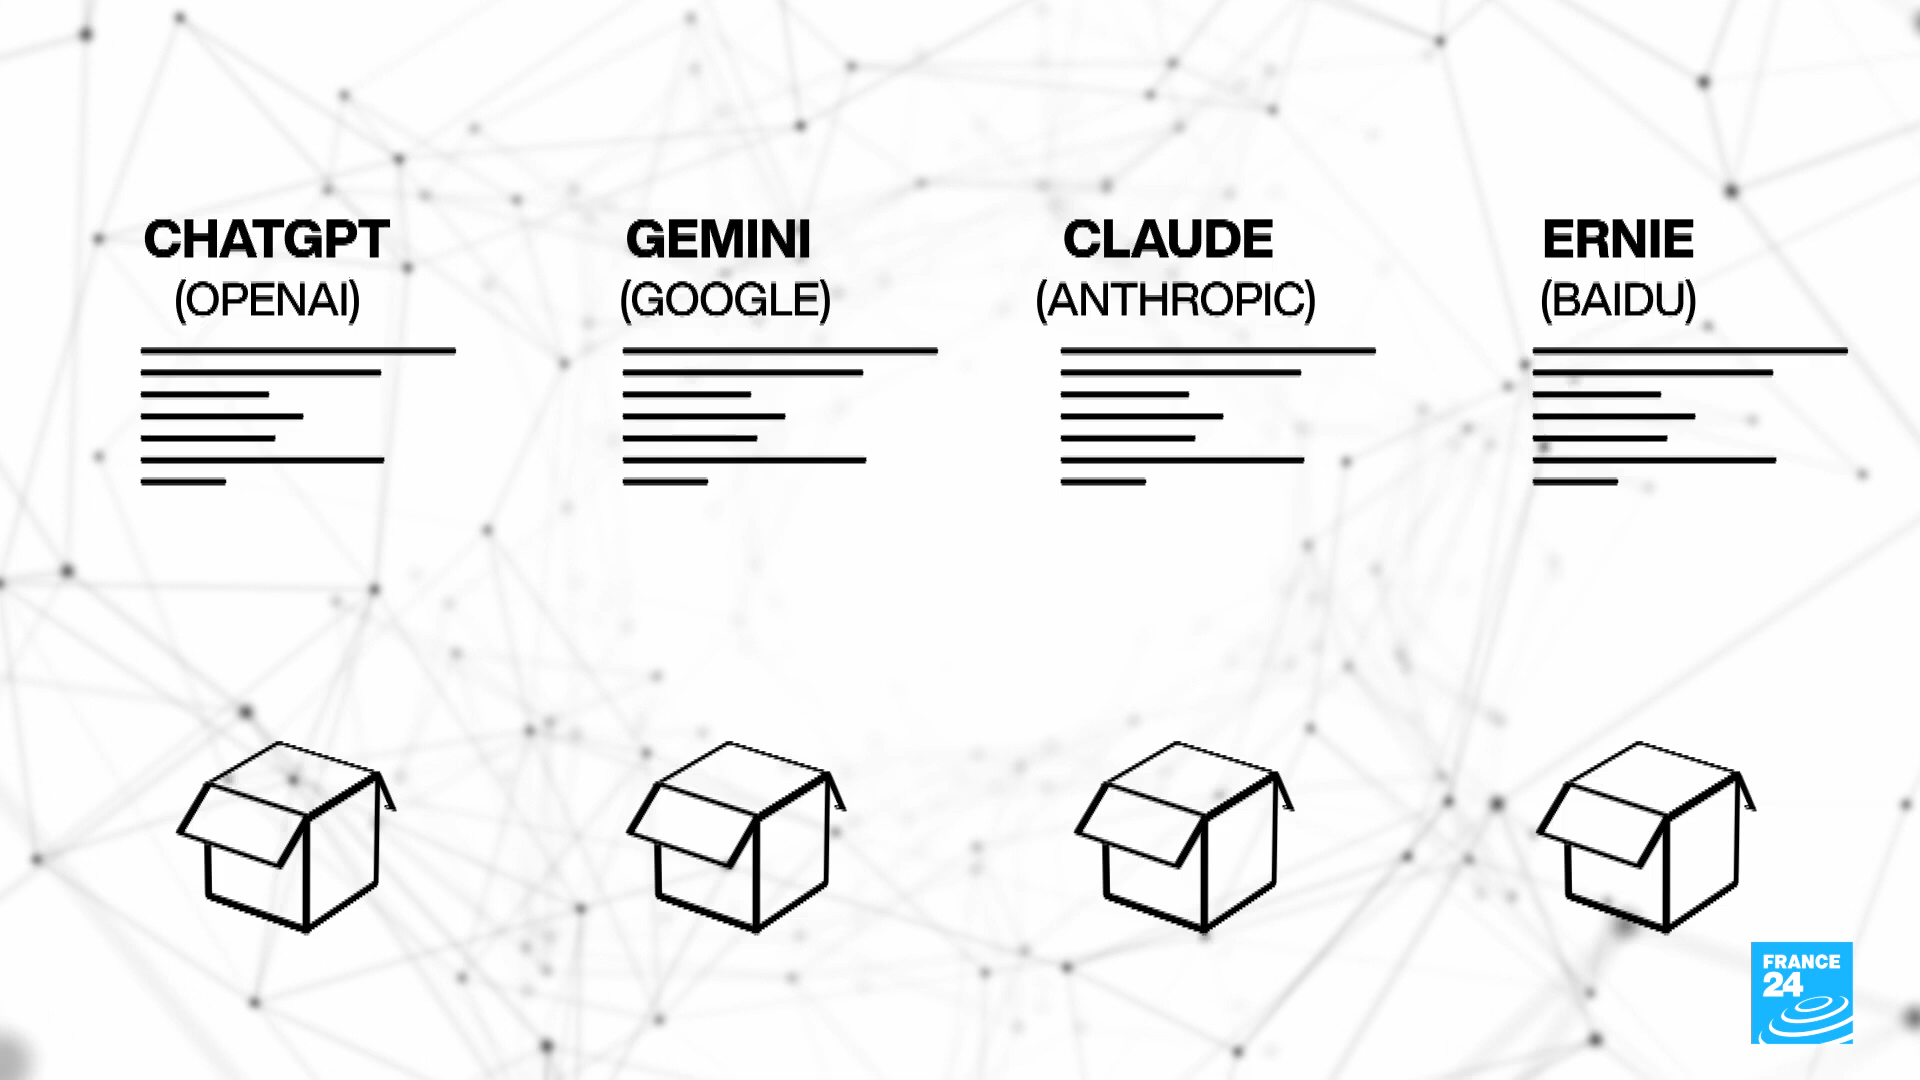 CHATGPT
(OPENAI)
GEMINI
(GOOGLE)
CLAUDE
(ANTHROPIC)
ERNIE
(BAIDU)
FRANCE
24